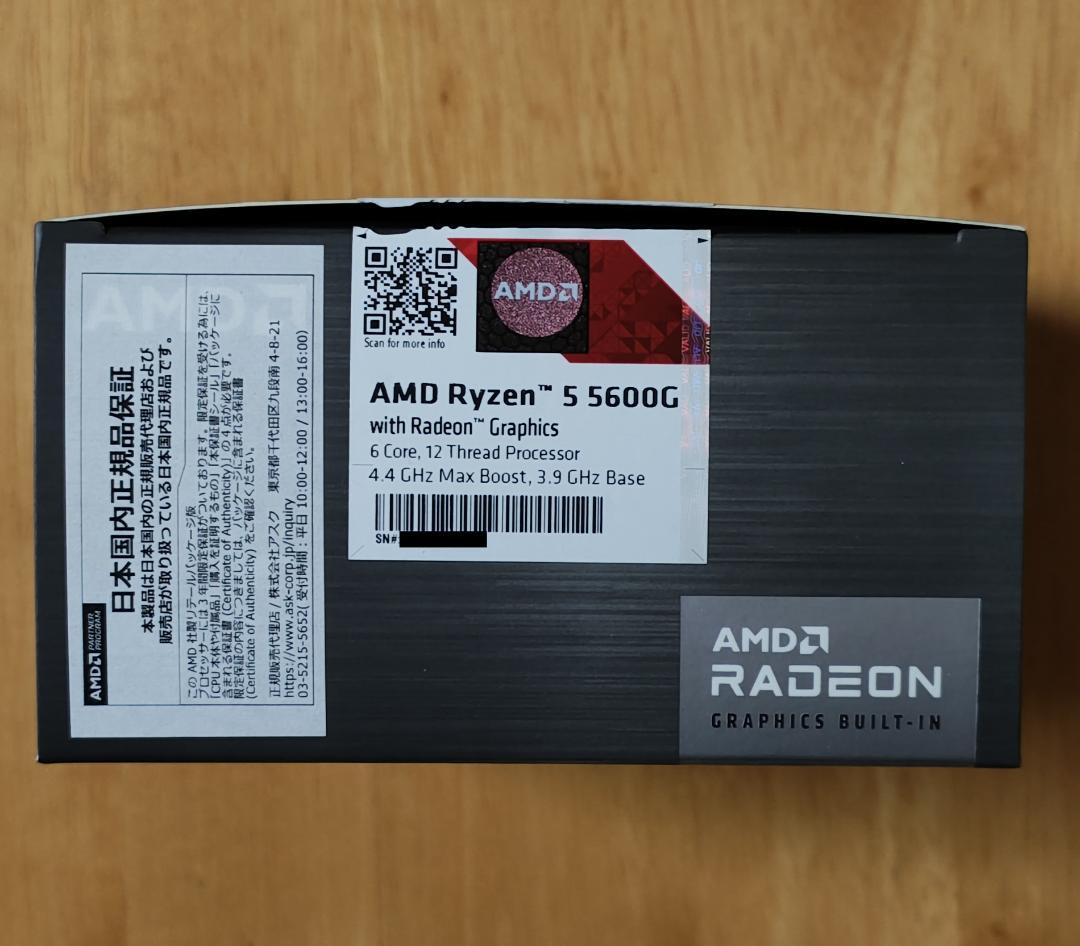 AMD PARTNER PROGRAM
AMD
日本国内正規品保証
本製品は日本国内の正規販売代理店および
販売店が取り扱っている日本国内正規品です。
この AMD 社製リテールパッケージ版
プロセッサーには 3 年間限定保証がついております。限定保証を受ける為には、
「CPU 本体や付属品」「購入を証明するもの」「本保証書シール」「パッケージに
含まれる保証書 (Certificate of Authenticity)」の 4 点が必要です。
限定保証の内容につきましては、パッケージに含まれる保証書
(Certificate of Authenticity) をご確認ください。
正規販売代理店 / 株式会社アスク 東京都千代田区九段南 4-8-21
https://www.ask-corp.jp/inquiry
03-5215-5652( 受付時間 : 平日 10:00-12:00 / 13:00-16:00)
AMD
Scan for more info
AMD Ryzen™ 5 5600G
with Radeon™ Graphics
6 Core, 12 Thread Processor
4.4 GHz Max Boost, 3.9 GHz Base
SN#:
AMD
RADEON
GRAPHICS BUILT-IN